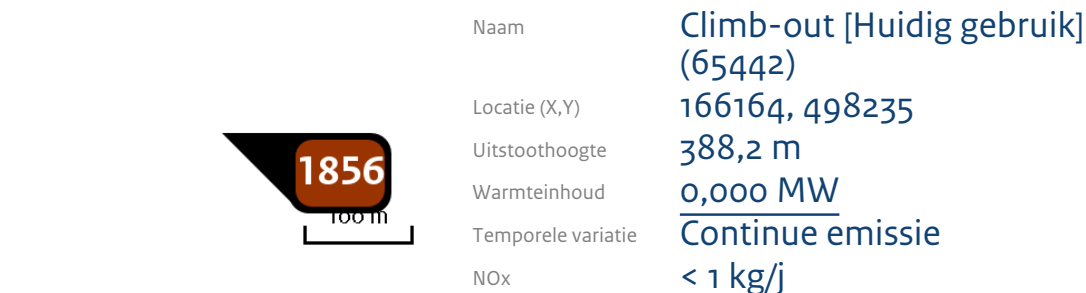 Naam Climb-out [Huidig gebruik]
(65442)
Locatie (X,Y) 166164, 498235
Uitstoothoogte 388,2 m
Warmteinhoud 0,000 MW
Temporele variatie Continue emissie
NOx < 1 kg/j
1856
100 m